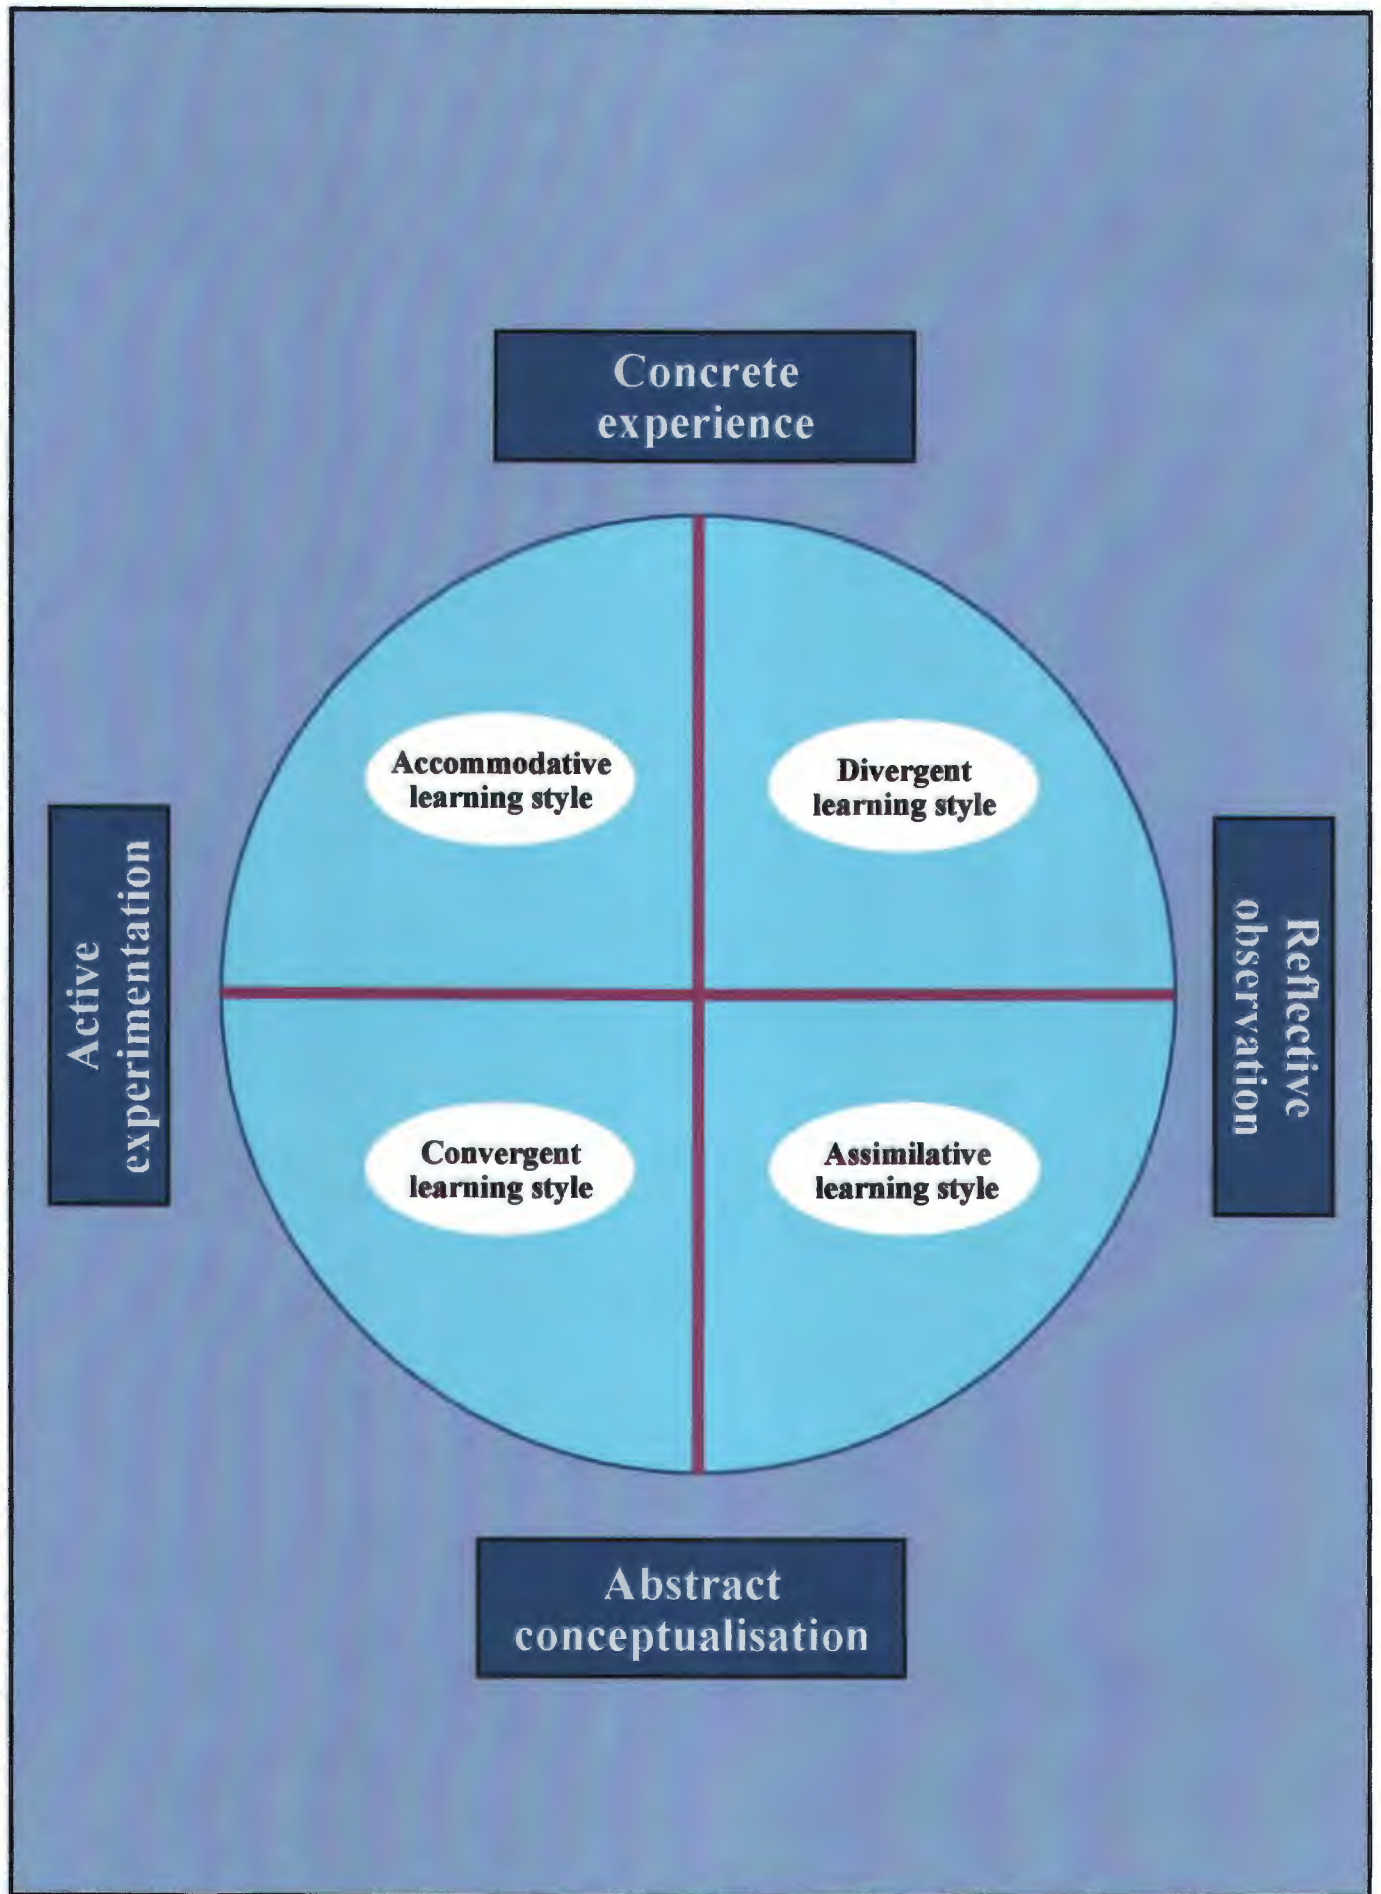 Concrete
experience
Accommodative
learning style
Divergent
learning style
Active
experimentation
Reflective
observation
Convergent
learning style
Assimilative
learning style
Abstract
conceptualisation